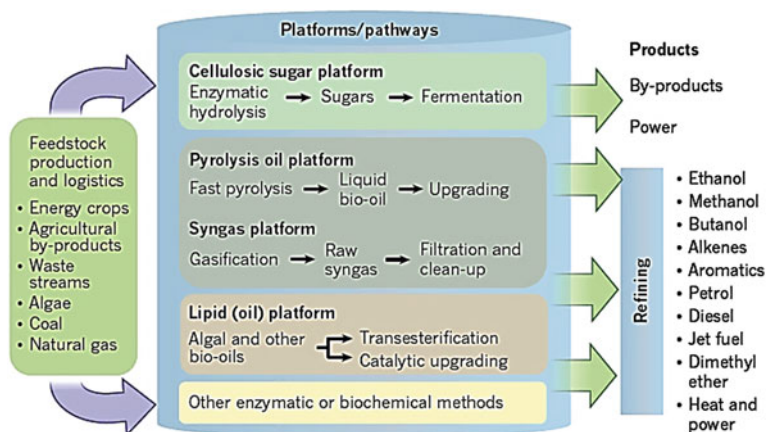 Platforms/pathways
Feedstock
production
and logistics
• Energy crops
• Agricultural
by-products
• Waste
streams
• Algae
• Coal
• Natural gas
Cellosic sugar platform
Enzymatic
hydrolysis
Sugars
Fermentation
Pyrolysis oil platform
Fast pyrolysis
Liquid
bio-oil
Upgrading
Syngas platform
Gasification
Raw
syngas
Filtration and
clean-up
Lipid (oil) platform
Algal and other
bio-oils
Transesterification
Catalytic upgrading
Other enzymatic or biochemical methods
Products
By-products
Power
Refining
• Ethanol
• Methanol
• Butanol
• Alkenes
• Aromatics
• Petrol
• Diesel
• Jet fuel
• Dimethyl
ether
• Heat and
power